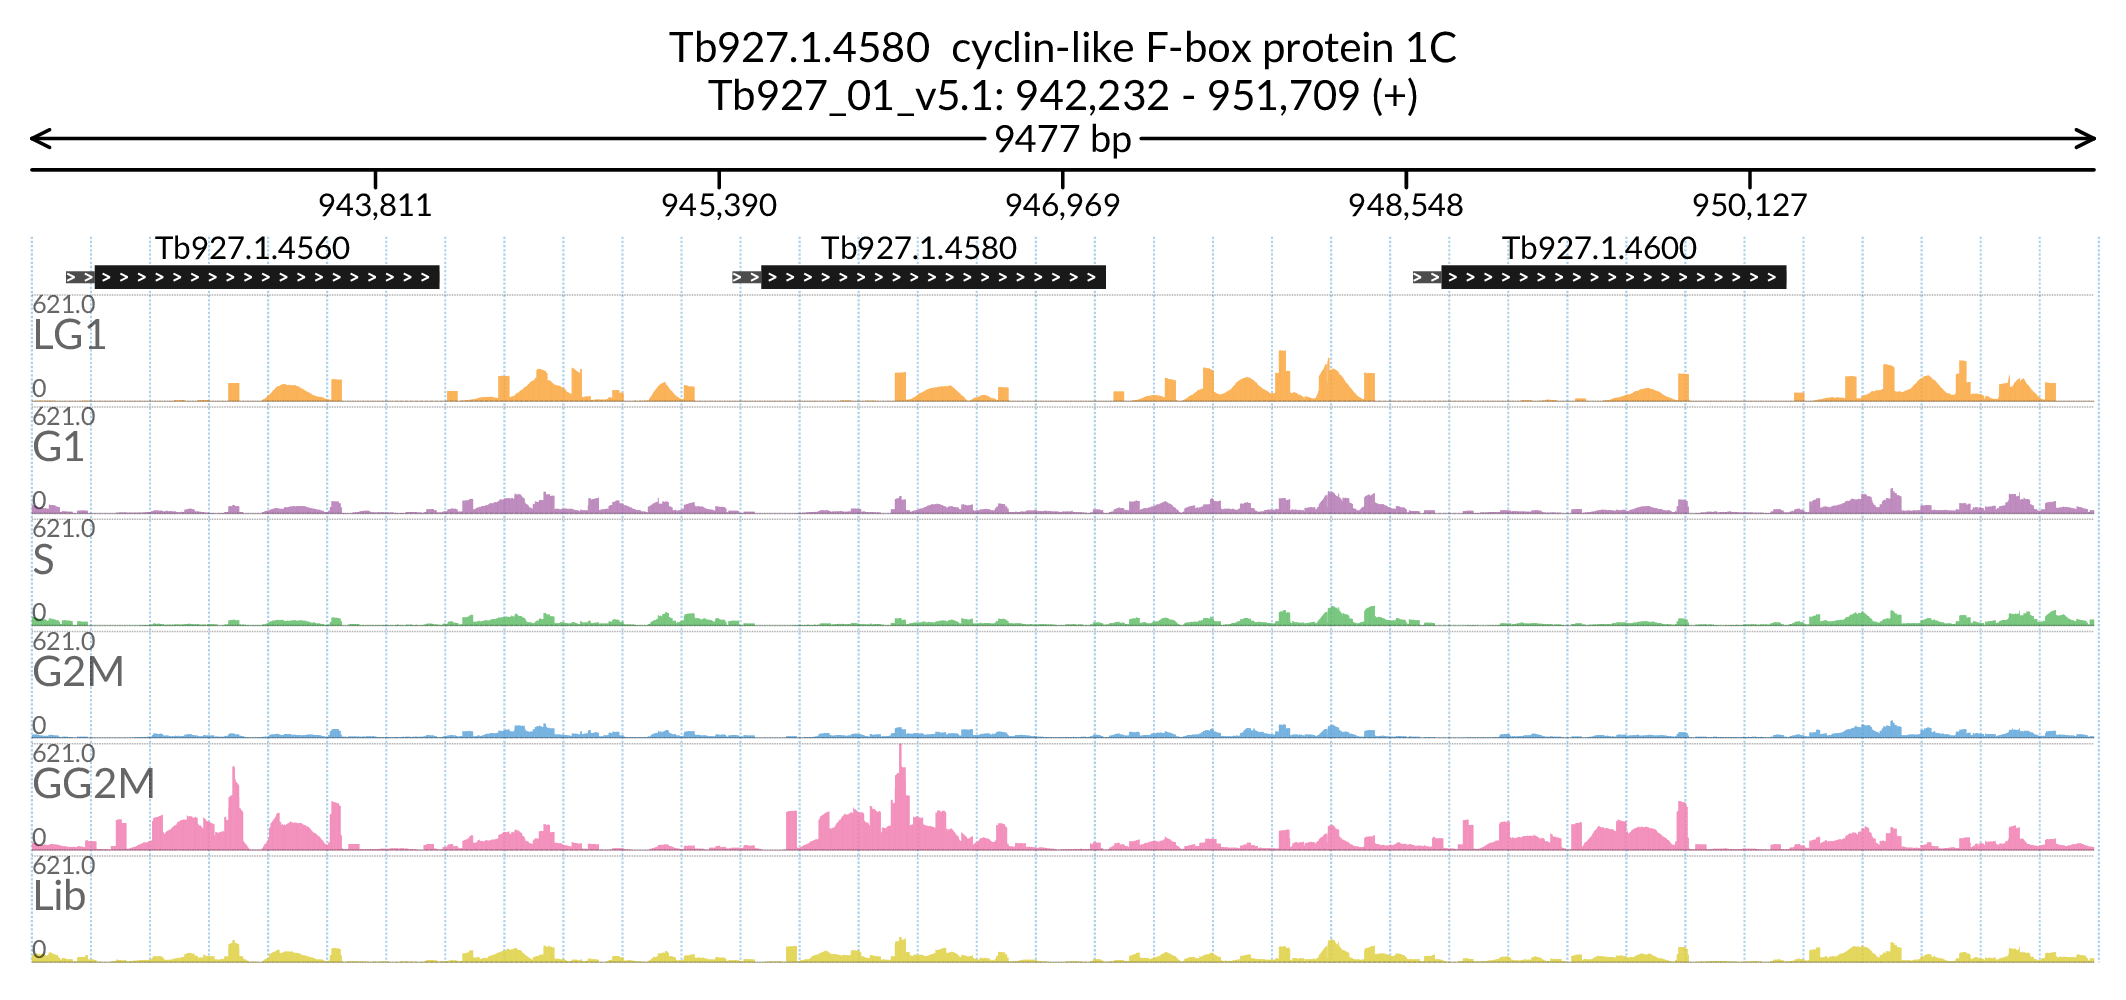 Tb927.1.4580  cyclin-like F-box protein 1C
Tb927_01_v5.1: 942,232 - 951,709 (+)
9477 bp
943,811 945,390 946,969 948,548 950,127
Tb927.1.4560 Tb927.1.4580 Tb927.1.4600
621.0
LG1
0
621.0
G1
0
621.0
S
0
621.0
G2M
0
621.0
GG2M
0
621.0
Lib
0